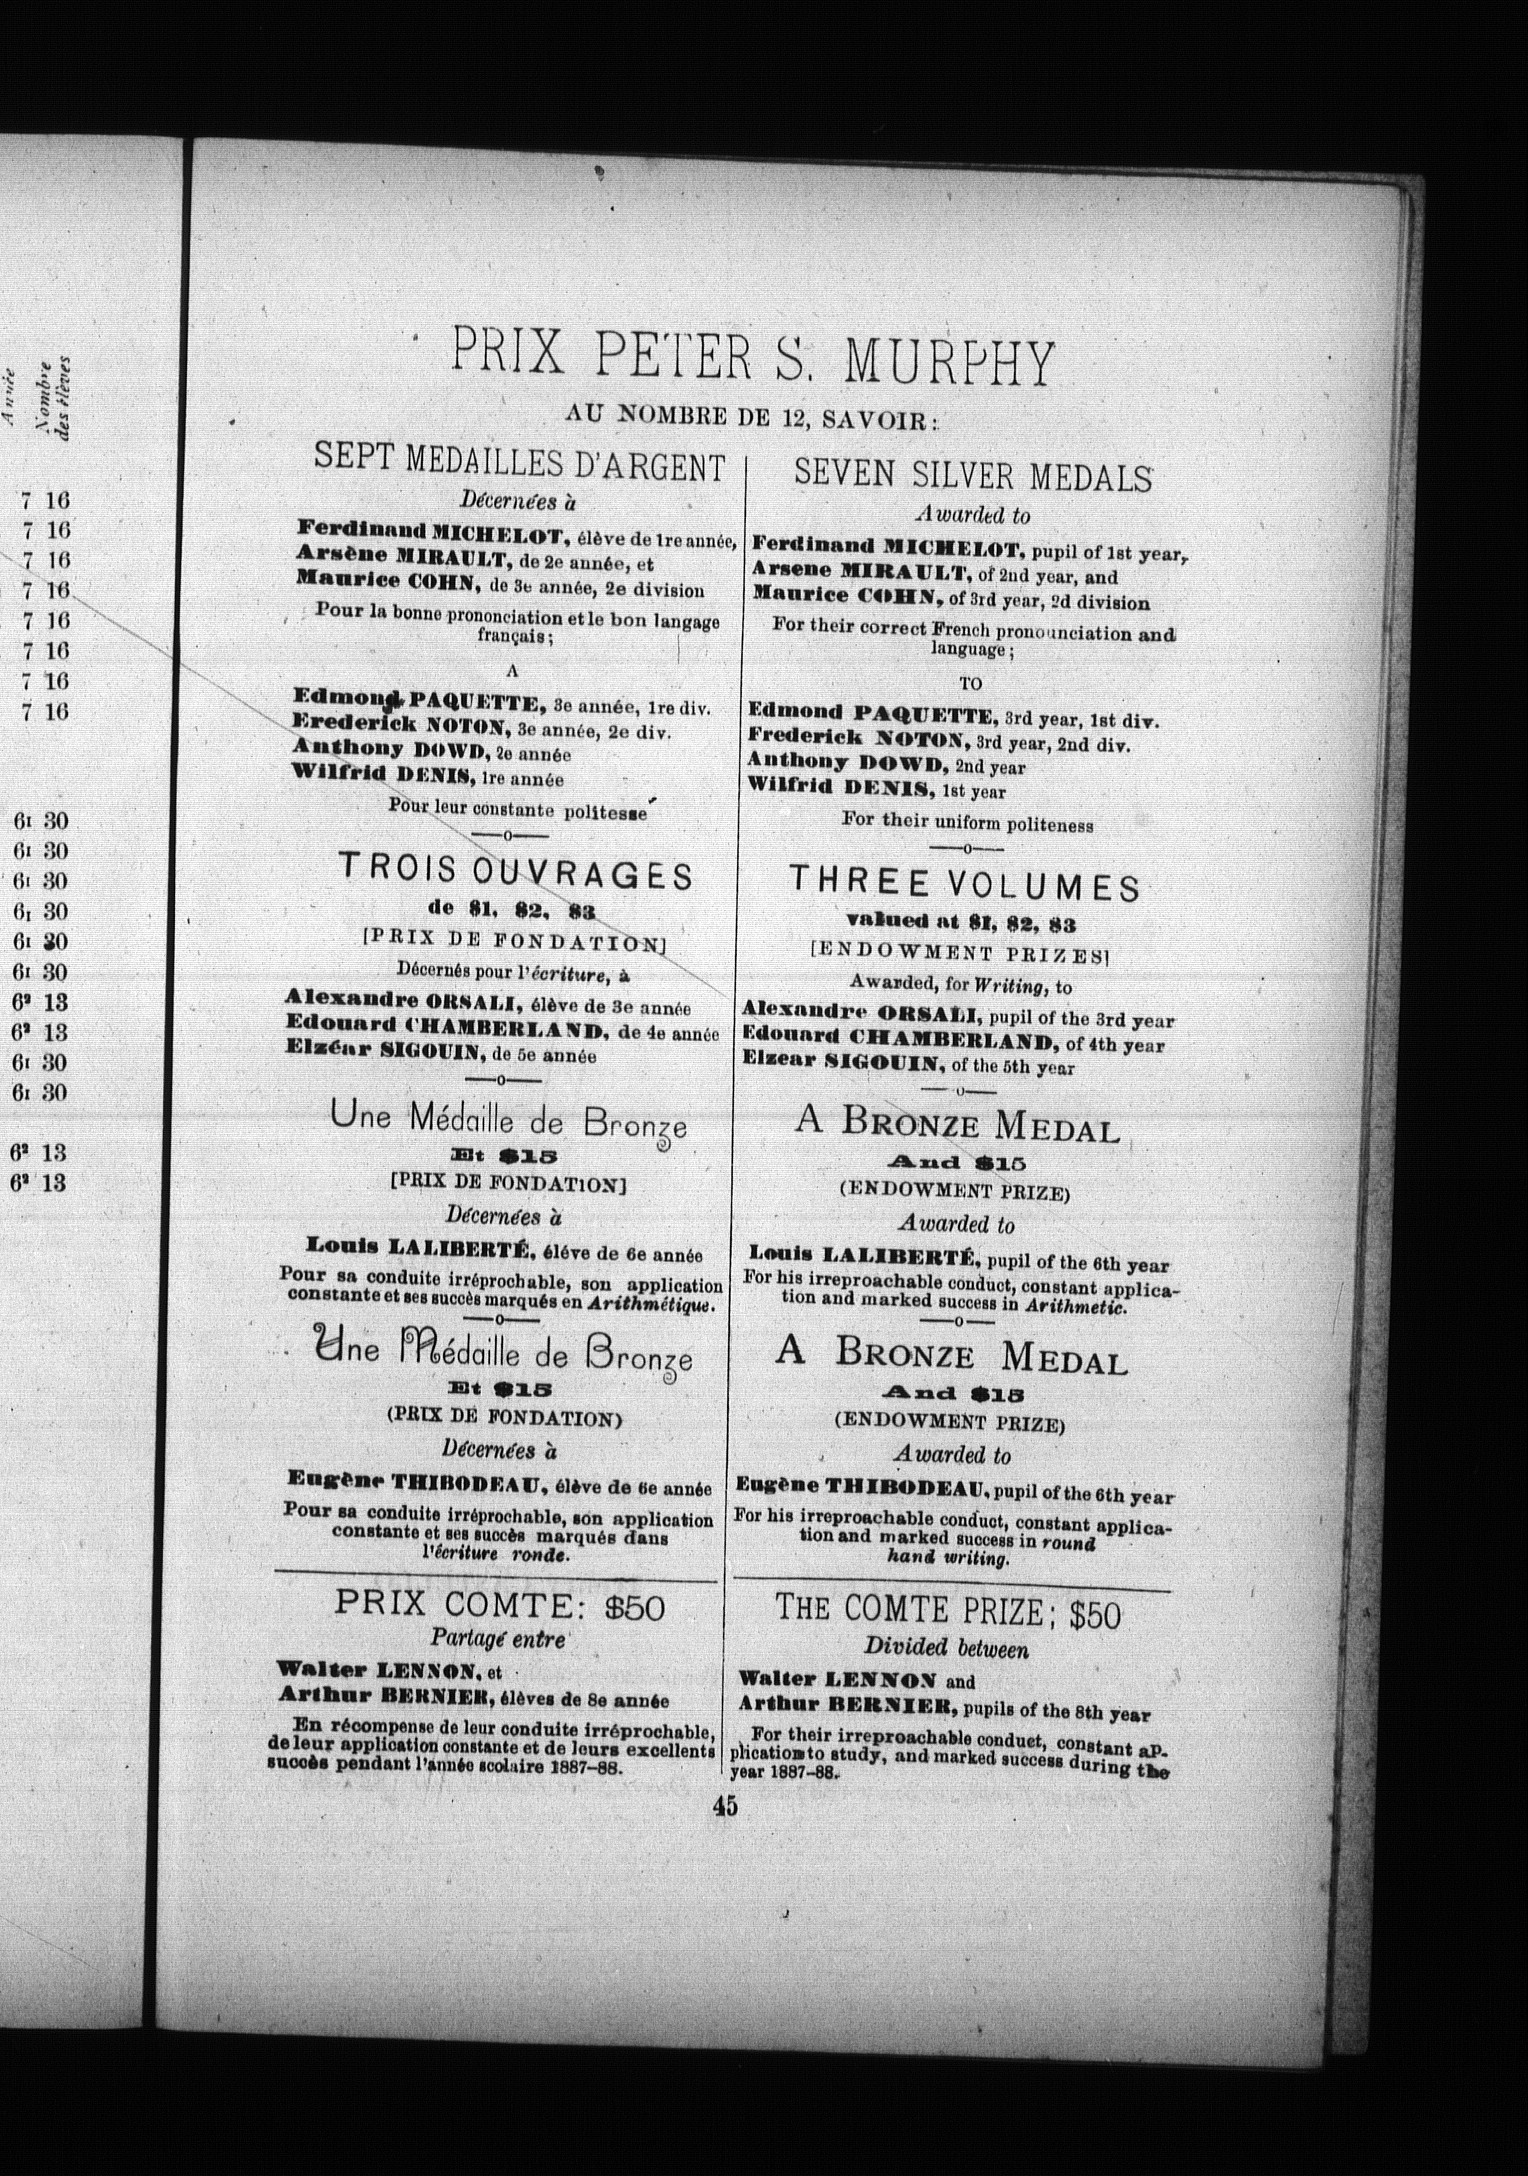 Année
Nombre
des élèves
7 16
7 16
7 16
7 16
7 16
7 16
7 16
7 16
61 30
61 30
61 30
61 30
61 30
61 30
62 13
62 13
61 30
61 30
62 13
62 13
PRIX PETER S. MURPHY
AU NOMBRE DE 12, SAVOIR:
SEPT MEDAILLES D'ARGENT
Décernées à
Ferdinand MICHELOT, élève de 1re année,
Arsène MIRAULT, de 2e année, et
Maurice COHN, de 3e année, 2e division
Pour la bonne prononciation et le bon langage
français;
A
Edmond PAQUETTE, 3e année, 1re div.
Frederick NOTON, 3e année, 2e div.
Anthony DOWD, 2e année
Wilfrid DENIS, 1re année
Pour leur constante politesse
—o—
TROIS OUVRAGES
de $1, $2, $3
[PRIX DE FONDATION]
Décernés pour l'écriture, à
Alexandre ORSALI, élève de 3e année
Edouard CHAMBERLAND, de 4e année
Elzéar SIGOUIN, de 5e année
—o—
Une Médaille de Bronze
Et $15
[PRIX DE FONDATION]
Décernées à
Louis LALIBERTÉ, éléve de 6e année
Pour sa conduite irréprochable, son application
constante et ses succès marqués en Arithmétique.
—o—
Une Médaille de Bronze
Et $15
(PRIX DE FONDATION)
Décernées à
Eugène THIBODEAU, élève de 6e année
Pour sa conduite irréprochable, son application
constante et ses succès marqués dans
l'écriture ronde.
PRIX COMTE: $50
Partagé entre
Walter LENNON, et
Arthur BERNIER, élèves de 8e année
En récompense de leur conduite irréprochable,
de leur application constante et de leurs excellents
succès pendant l'année scolaire 1887-88.
SEVEN SILVER MEDALS
Awarded to
Ferdinand MICHELOT, pupil of 1st year,
Arsene MIRAULT, of 2nd year, and
Maurice COHN, of 3rd year, 2d division
For their correct French pronounciation and
language;
TO
Edmond PAQUETTE, 3rd year, 1st div.
Frederick NOTON, 3rd year, 2nd div.
Anthony DOWD, 2nd year
Wilfrid DENIS, 1st year
For their uniform politeness
—o—
THREE VOLUMES
valued at $1, $2, $3
[ENDOWMENT PRIZES]
Awarded, for Writing, to
Alexandre ORSALI, pupil of the 3rd year
Edouard CHAMBERLAND, of 4th year
Elzear SIGOUIN, of the 5th year
—o—
A BRONZE MEDAL
And $15
(ENDOWMENT PRIZE)
Awarded to
Louis LALIBERTÉ, pupil of the 6th year
For his irreproachable conduct, constant applica-
tion and marked success in Arithmetic.
—o—
A BRONZE MEDAL
And $15
(ENDOWMENT PRIZE)
Awarded to
Eugène THIBODEAU, pupil of the 6th year
For his irreproachable conduct, constant applica-
tion and marked success in round
hand writing.
THE COMTE PRIZE; $50
Divided between
Walter LENNON and
Arthur BERNIER, pupils of the 8th year
For their irreproachable conduct, constant ap-
plication to study, and marked success during the
year 1887-88.
45